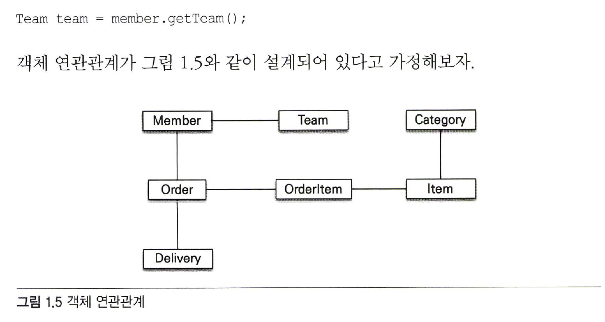 Team team = member.getTeam();
객체 연관관계가 그림 1.5와 같이 설계되어 있다고 가정해보자.
Member Team Category
Order OrderItem Item
Delivery
그림 1.5 객체 연관관계